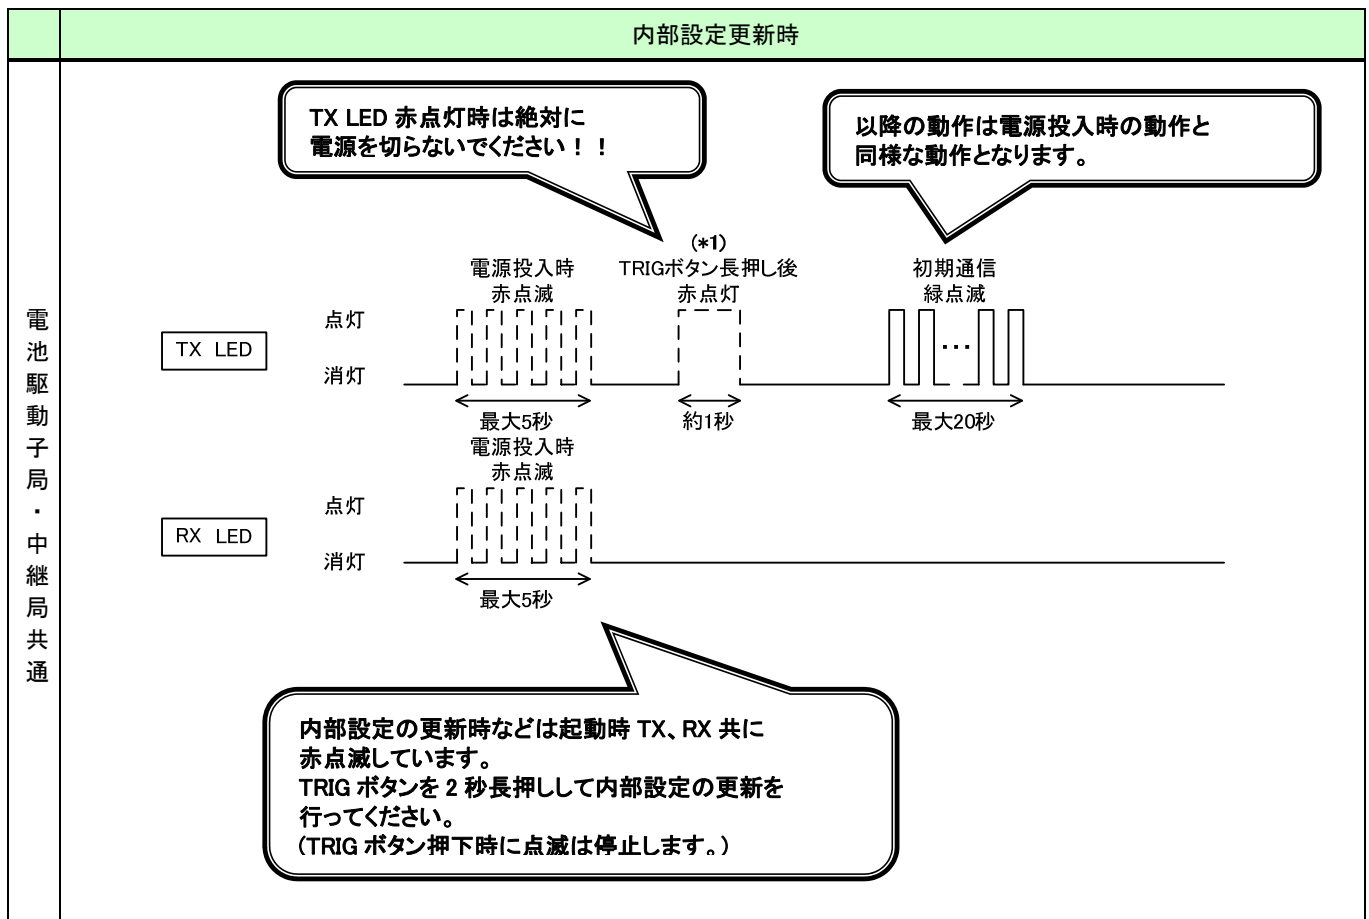 内部設定更新時
電池駆動子局・中継局共通
TX LED 赤点灯時は絶対に
電源を切らないでください！！
以降の動作は電源投入時の動作と
同様な動作となります。
電源投入時
赤点滅
(*1)
TRIGボタン長押し後
赤点灯
初期通信
緑点滅
TX LED
点灯
消灯
最大5秒
約1秒
最大20秒
電源投入時
赤点滅
RX LED
点灯
消灯
最大5秒
内部設定の更新時などは起動時 TX、RX 共に
赤点滅しています。
TRIG ボタンを 2 秒長押しして内部設定の更新を
行ってください。
(TRIG ボタン押下時に点滅は停止します。)